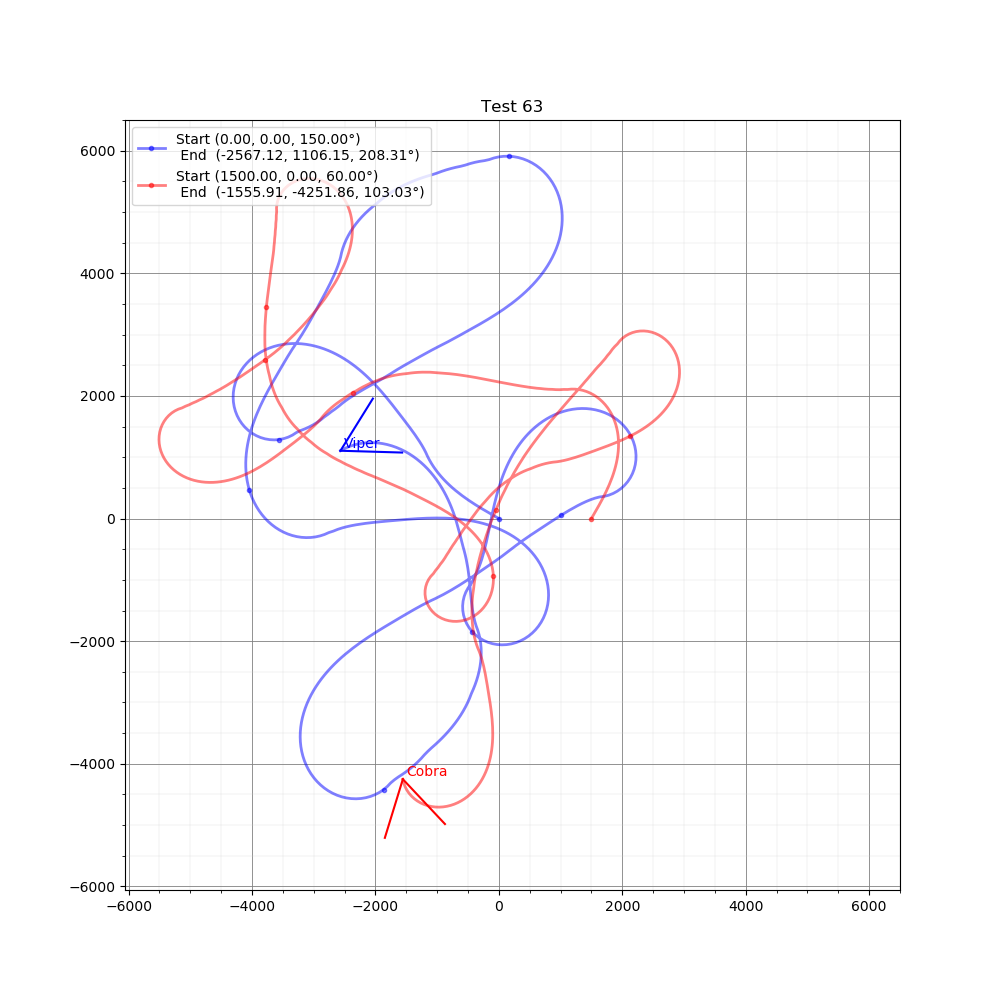 Test 63
Start (0.00, 0.00, 150.00°)
End (-2567.12, 1106.15, 208.31°)
Start (1500.00, 0.00, 60.00°)
End (-1555.91, -4251.86, 103.03°)
6000
4000
2000
0
−2000
−4000
−6000
Viper
Cobra
−6000 −4000 −2000 0 2000 4000 6000